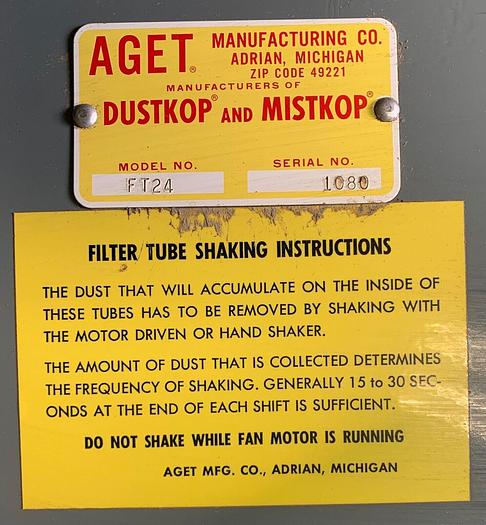 AGET® MANUFACTURING CO.
ADRIAN, MICHIGAN
ZIP CODE 49221
MANUFACTURERS OF
DUSTKOP® AND MISTKOP®
MODEL NO. SERIAL NO.
FT24 1080
FILTER TUBE SHAKING INSTRUCTIONS
THE DUST THAT WILL ACCUMULATE ON THE INSIDE OF
THESE TUBES HAS TO BE REMOVED BY SHAKING WITH
THE MOTOR DRIVEN OR HAND SHAKER.
THE AMOUNT OF DUST THAT IS COLLECTED DETERMINES
THE FREQUENCY OF SHAKING. GENERALLY 15 to 30 SEC-
ONDS AT THE END OF EACH SHIFT IS SUFFICIENT.
DO NOT SHAKE WHILE FAN MOTOR IS RUNNING
AGET MFG. CO., ADRIAN, MICHIGAN